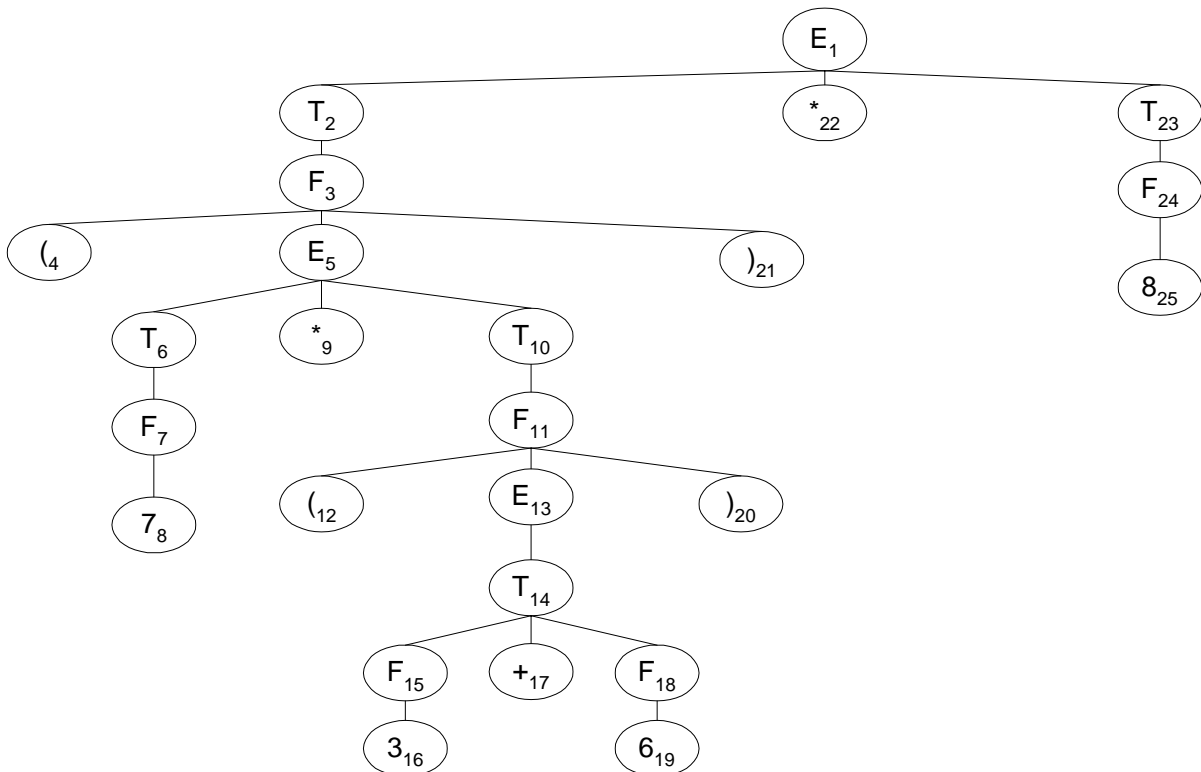 E₁
T₂ *₂₂ T₂₃
F₃ F₂₄
(₄ E₅ )₂₁
8₂₅
T₆ *₉ T₁₀
F₇ F₁₁
(₁₂ E₁₃ )₂₀
7₈
T₁₄
F₁₅ +₁₇ F₁₈
3₁₆ 6₁₉